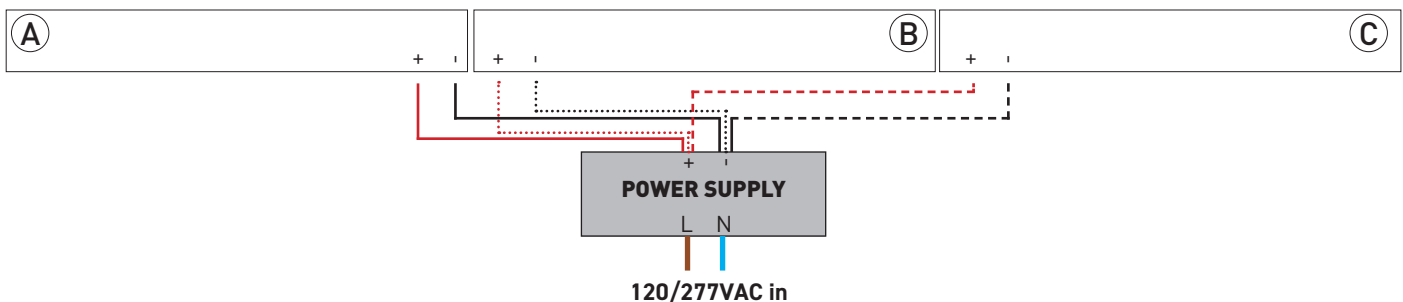 A B C
+ - + - + -
+ -
POWER SUPPLY
L N
120/277VAC in